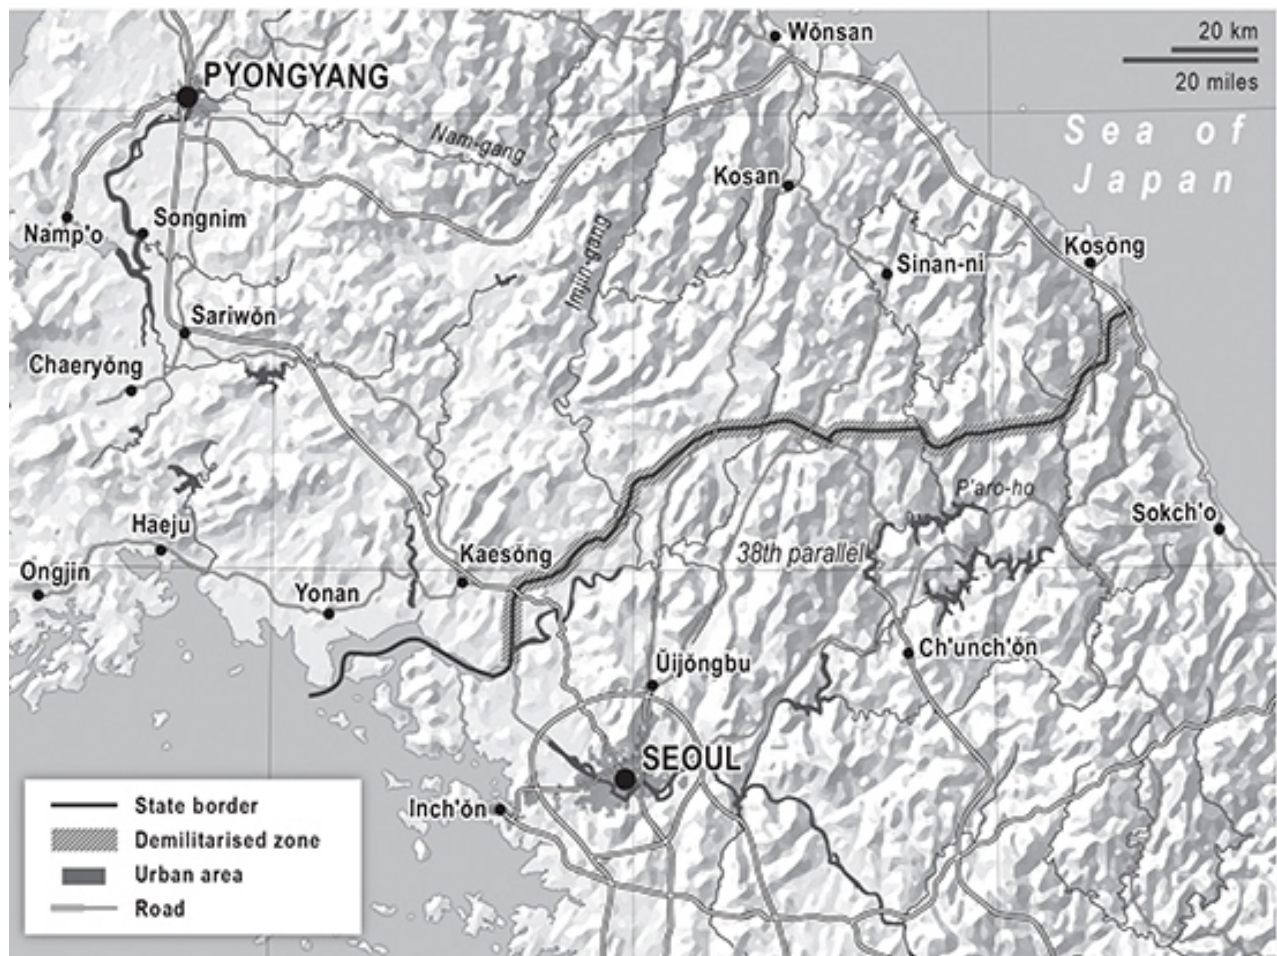 Wŏnsan
20 km
20 miles
PYONGYANG
Sea of
Japan
Nam-gang
Kosan
Namp'o
Songnim
Imjin-gang
Sinan-ni
Kosŏng
Sariwŏn
Chaeryŏng
P'aro-ho
Sokch'o
Haeju
Kaesŏng
38th parallel
Ongjin
Yonan
Ch'unch'ŏn
Ŭijŏngbu
SEOUL
Inch'ŏn
State border
Demilitarised zone
Urban area
Road